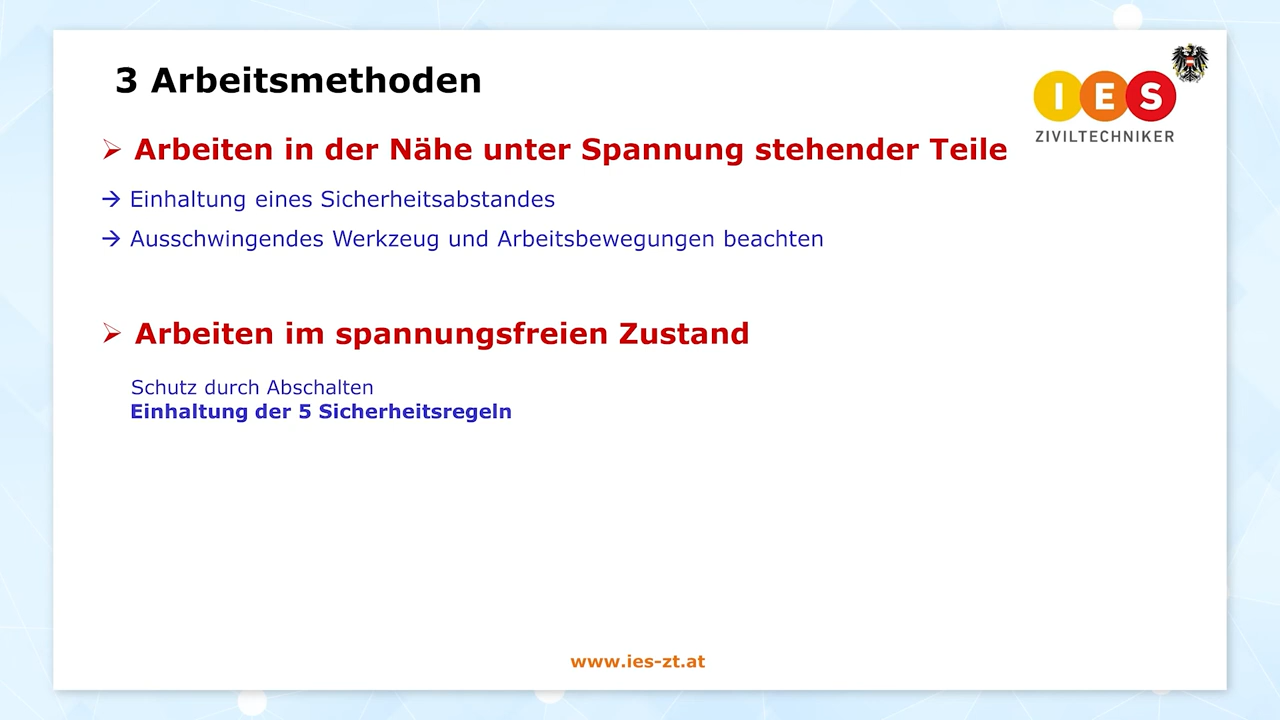 3 Arbeitsmethoden
IES
ZIVILTECHNIKER
➢ Arbeiten in der Nähe unter Spannung stehender Teile
→ Einhaltung eines Sicherheitsabstandes
→ Ausschwingendes Werkzeug und Arbeitsbewegungen beachten
➢ Arbeiten im spannungsfreien Zustand
Schutz durch Abschalten
Einhaltung der 5 Sicherheitsregeln
www.ies-zt.at